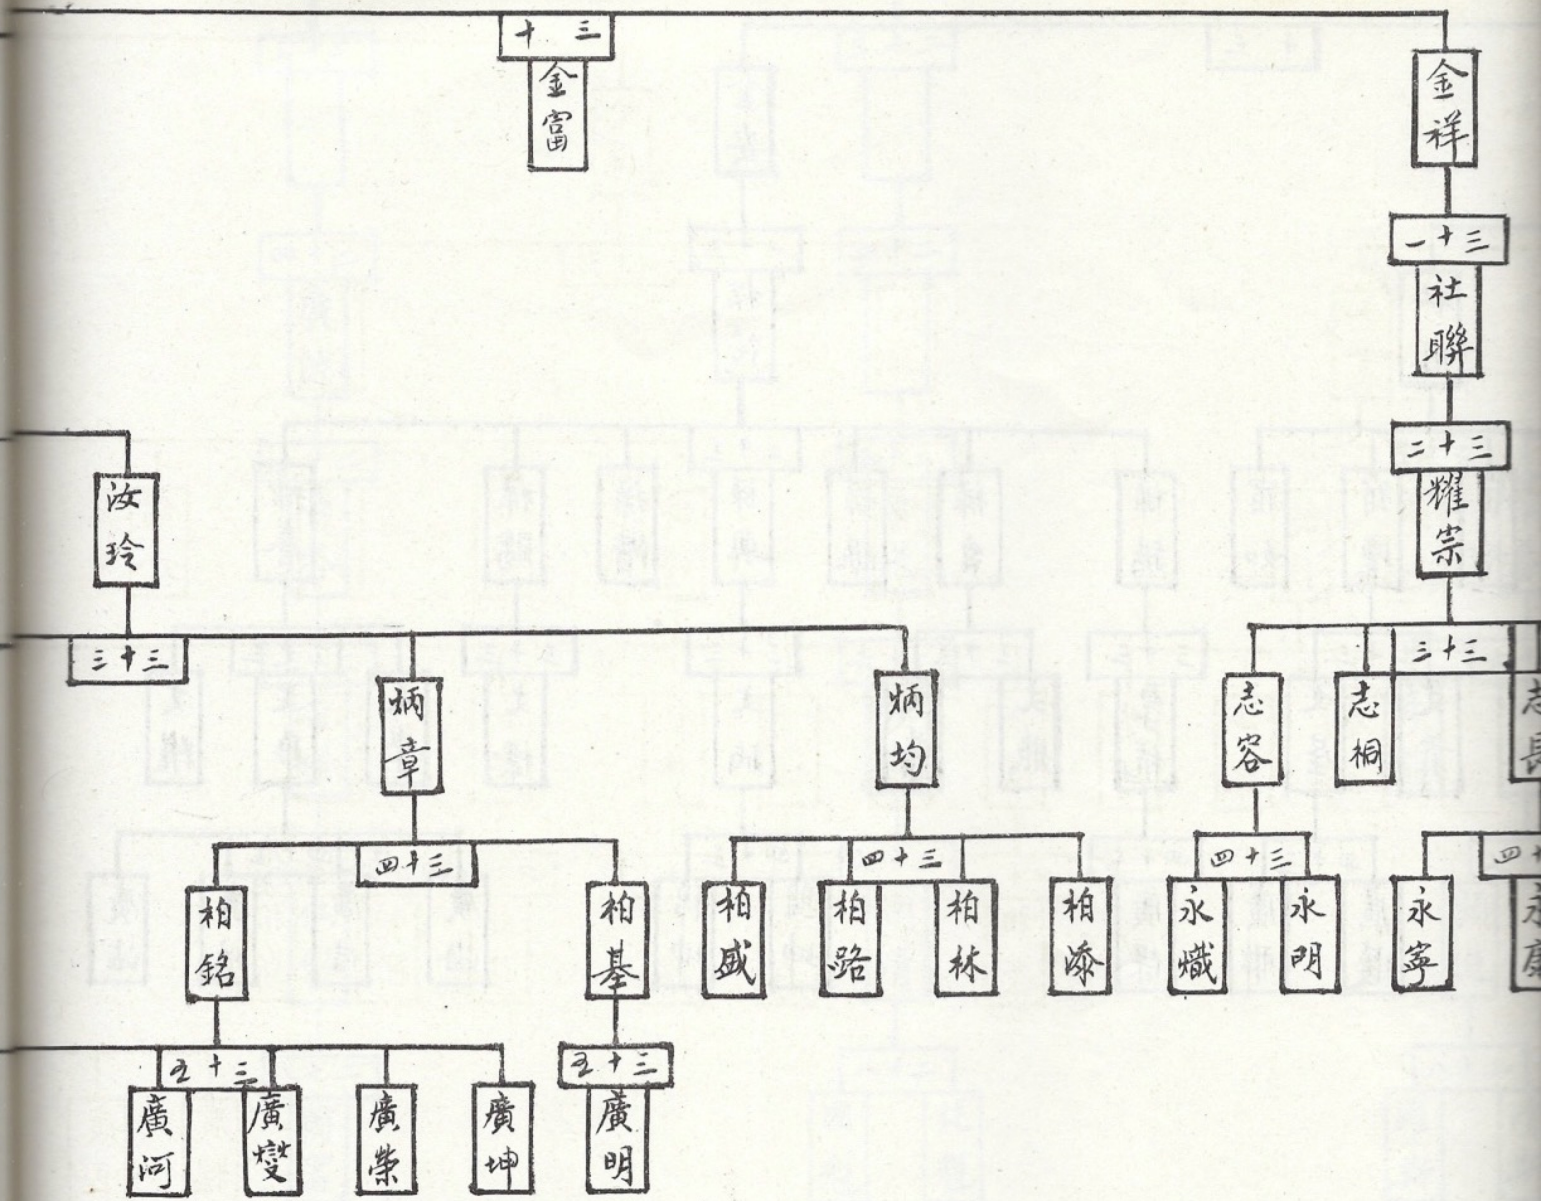 三十
金富
金祥
三十一
社聯
三十二
耀崇
汝玲
三十三
三十三
炳章
炳均
志容
志桐
三十四
三十四
三十四
柏銘
柏基
柏盛
柏路
柏林
柏添
永熾
永明
永寧
三十五
三十五
廣河
廣燮
廣榮
廣坤
廣明